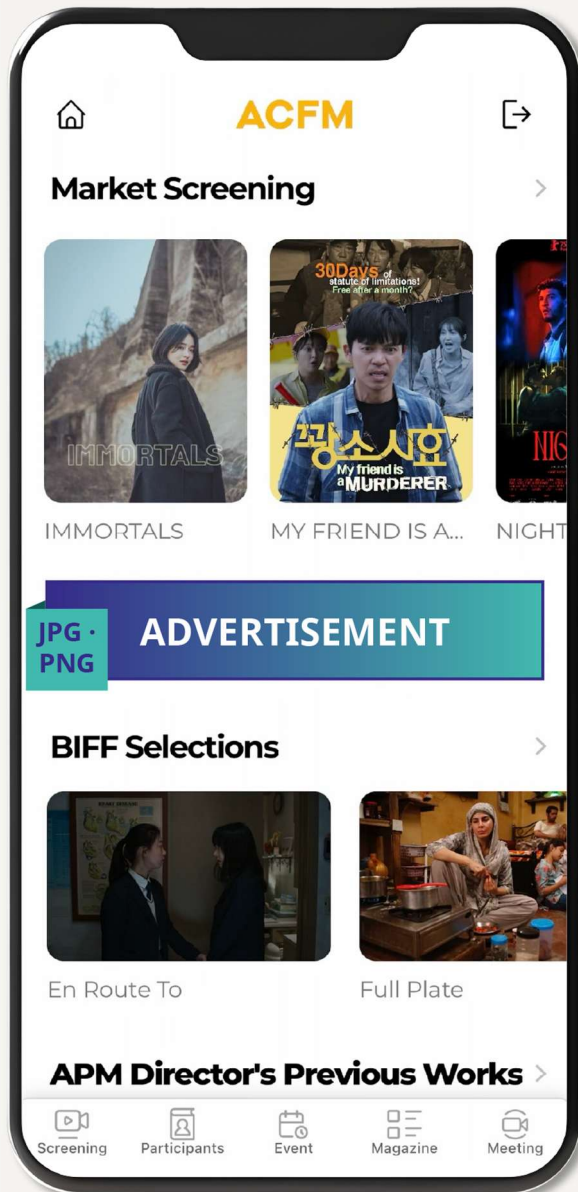 ACFM
Market Screening
30Days of
statute of limitations!
Free after a month?
IMMORTALS
꽝소시효
My friend is
a MURDERER
NIG
IMMORTALS
MY FRIEND IS A...
NIGHT
JPG ·
PNG
ADVERTISEMENT
BIFF Selections
En Route To
Full Plate
APM Director's Previous Works
Screening
Participants
Event
Magazine
Meeting